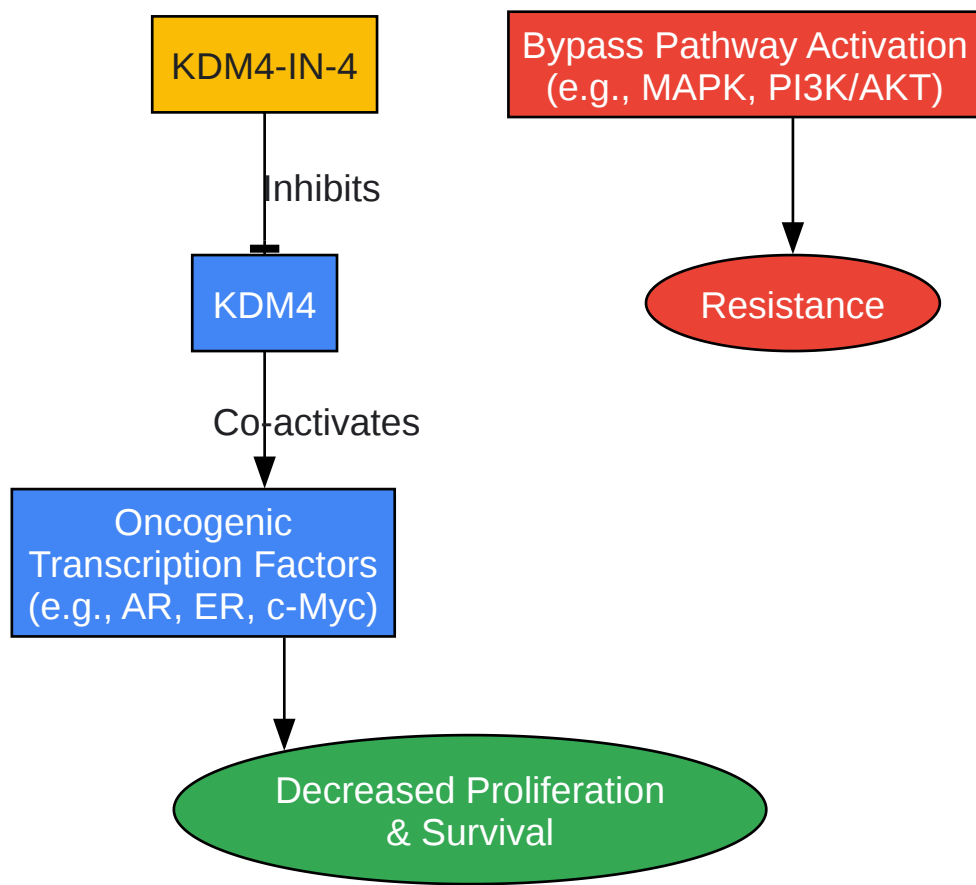 KDM4-IN-4
Bypass Pathway Activation
(e.g., MAPK, PI3K/AKT)
Inhibits
KDM4
Resistance
Co-activates
Oncogenic
Transcription Factors
(e.g., AR, ER, c-Myc)
Decreased Proliferation
& Survival